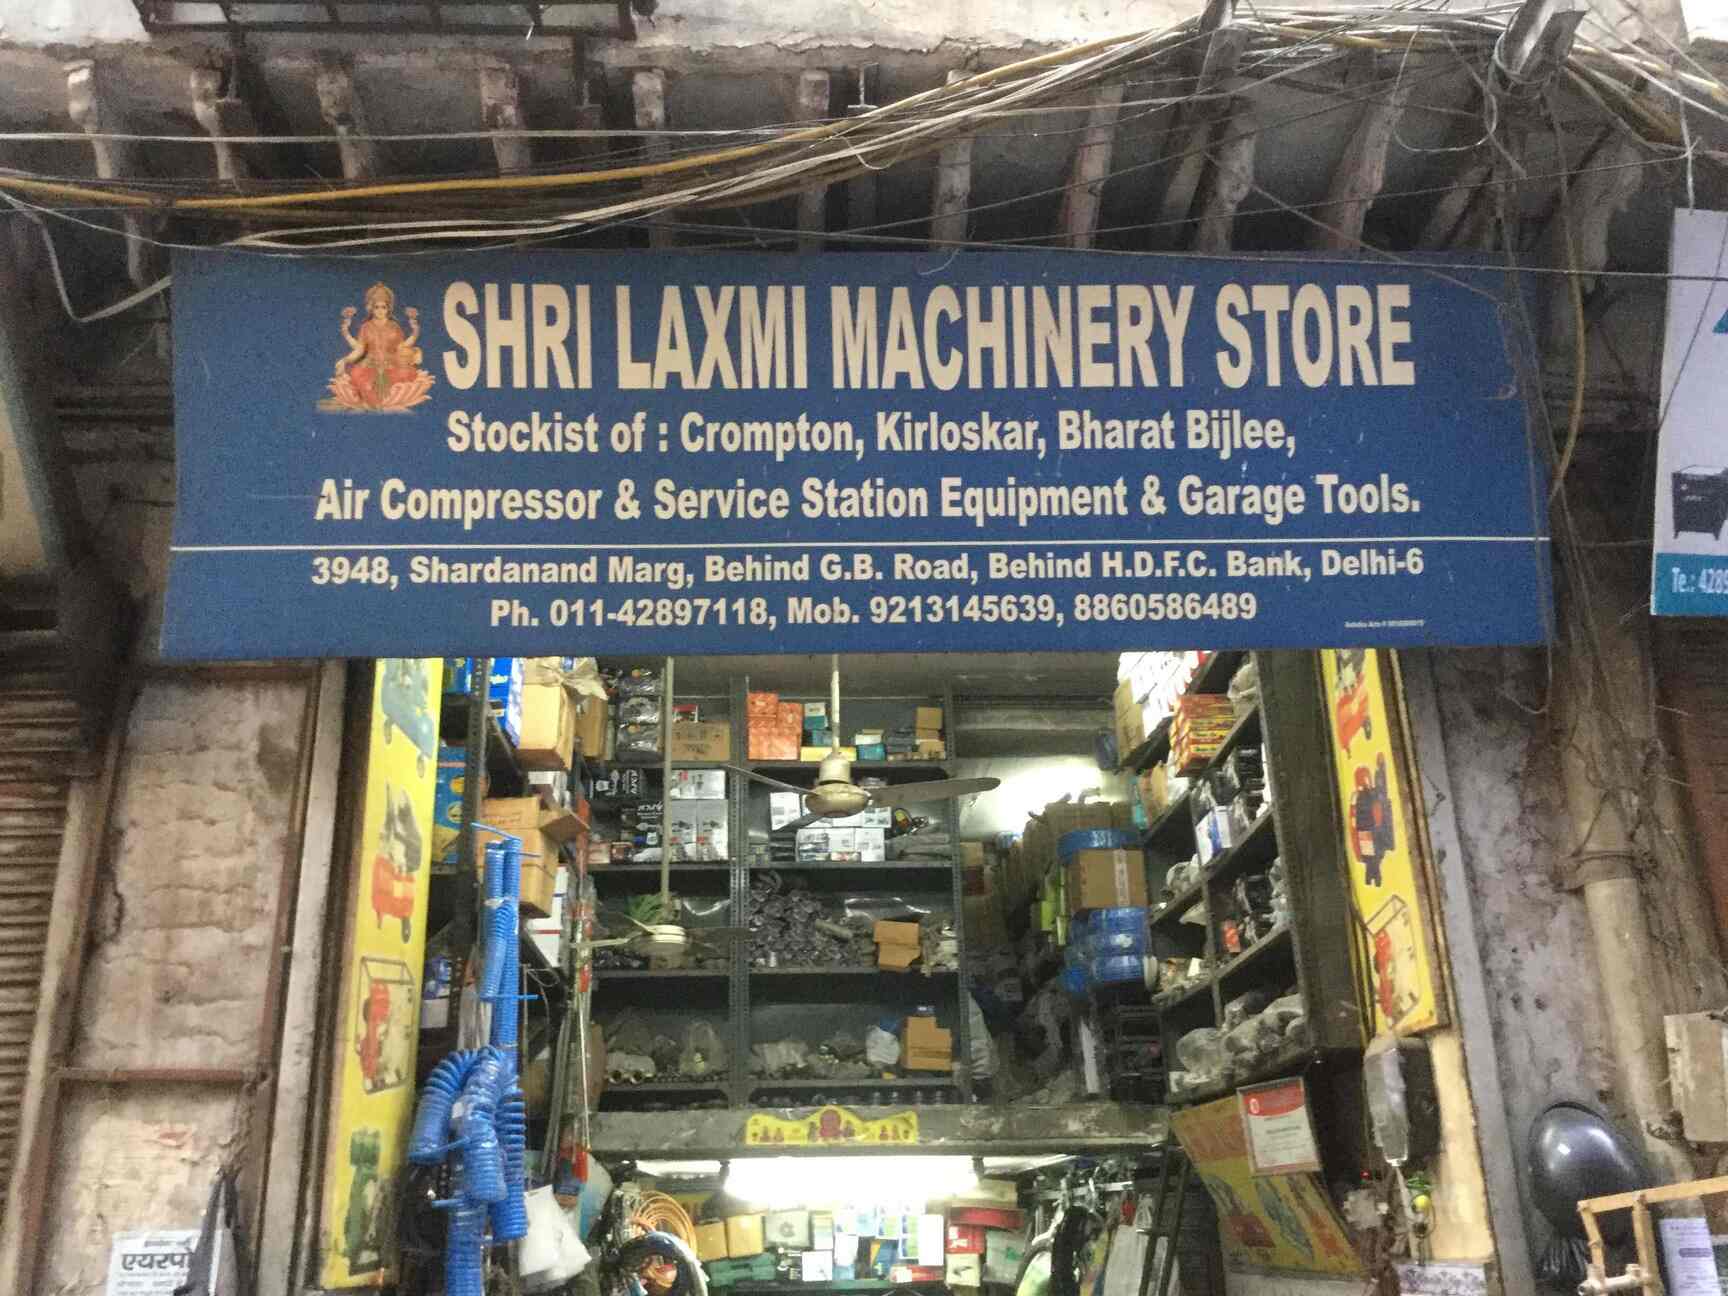 SHRI LAXMI MACHINERY STORE
Stockist of : Crompton, Kirloskar, Bharat Bijlee,
Air Compressor & Service Station Equipment & Garage Tools.
3948, Shardanand Marg, Behind G.B. Road, Behind H.D.F.C. Bank, Delhi-6
Ph. 011-42897118, Mob. 9213145639, 8860586489